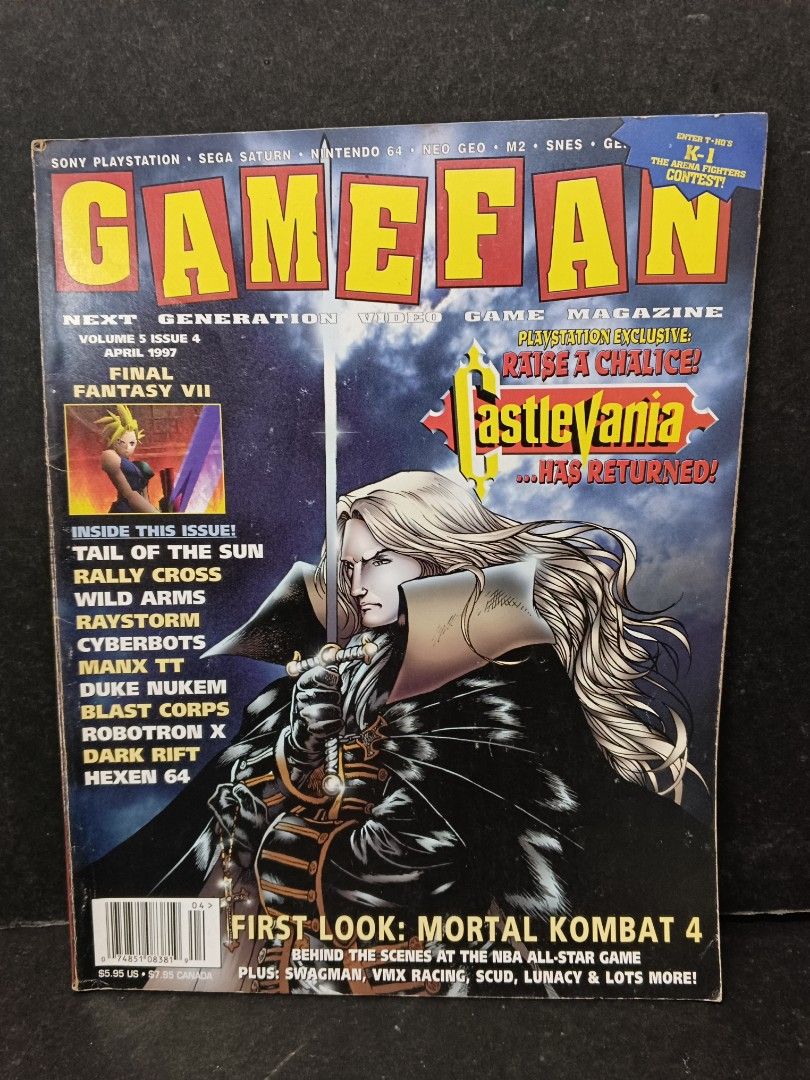 SONY PLAYSTATION • SEGA SATURN • NINTENDO 64 • NEO GEO • M2 • SNES •
ENTER T•HQ'S
K-1
THE ARENA FIGHTERS
CONTEST!
GAMEFAN
NEXT GENERATION VIDEO GAME MAGAZINE
VOLUME 5 ISSUE 4
APRIL 1997
FINAL
FANTASY VII
PLAYSTATION EXCLUSIVE:
RAISE A CHALICE!
Castlevania
...HAS RETURNED!
INSIDE THIS ISSUE!
TAIL OF THE SUN
RALLY CROSS
WILD ARMS
RAYSTORM
CYBERBOTS
MANX TT
DUKE NUKEM
BLAST CORPS
ROBOTRON X
DARK RIFT
HEXEN 64
04>
0 74851 08381 9
$5.95 US • $7.95 CANADA
FIRST LOOK: MORTAL KOMBAT 4
BEHIND THE SCENES AT THE NBA ALL-STAR GAME
PLUS: SWAGMAN, VMX RACING, SCUD, LUNACY & LOTS MORE!